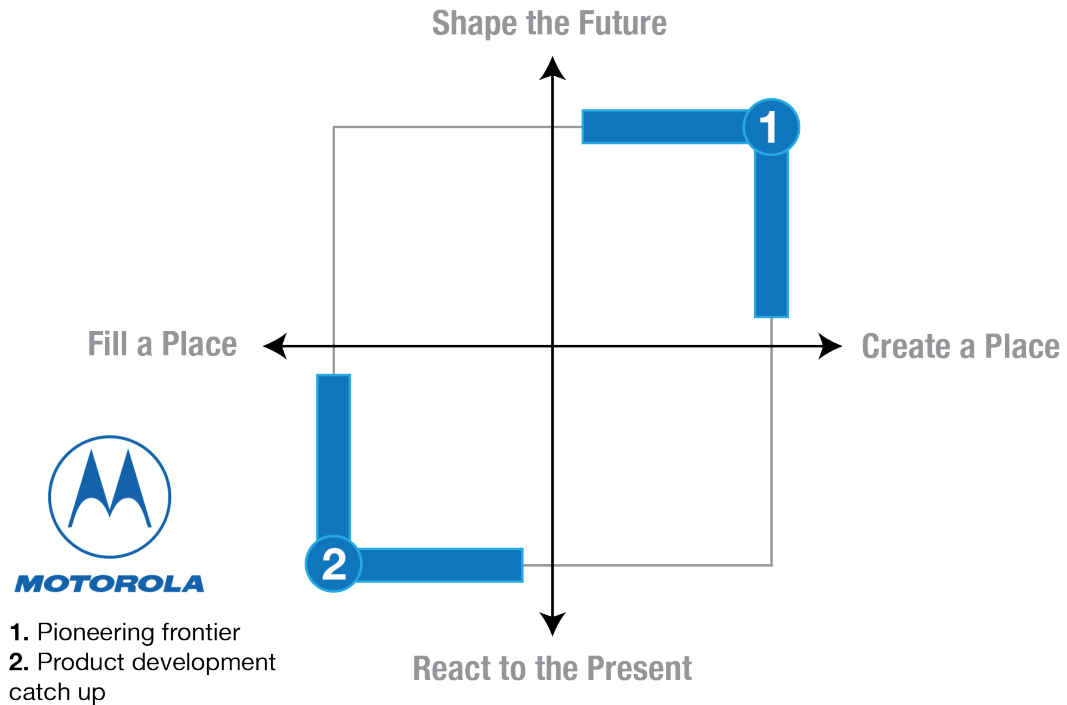 Shape the Future
1
Fill a Place
Create a Place
2
MOTOROLA
1. Pioneering frontier
2. Product development
catch up
React to the Present